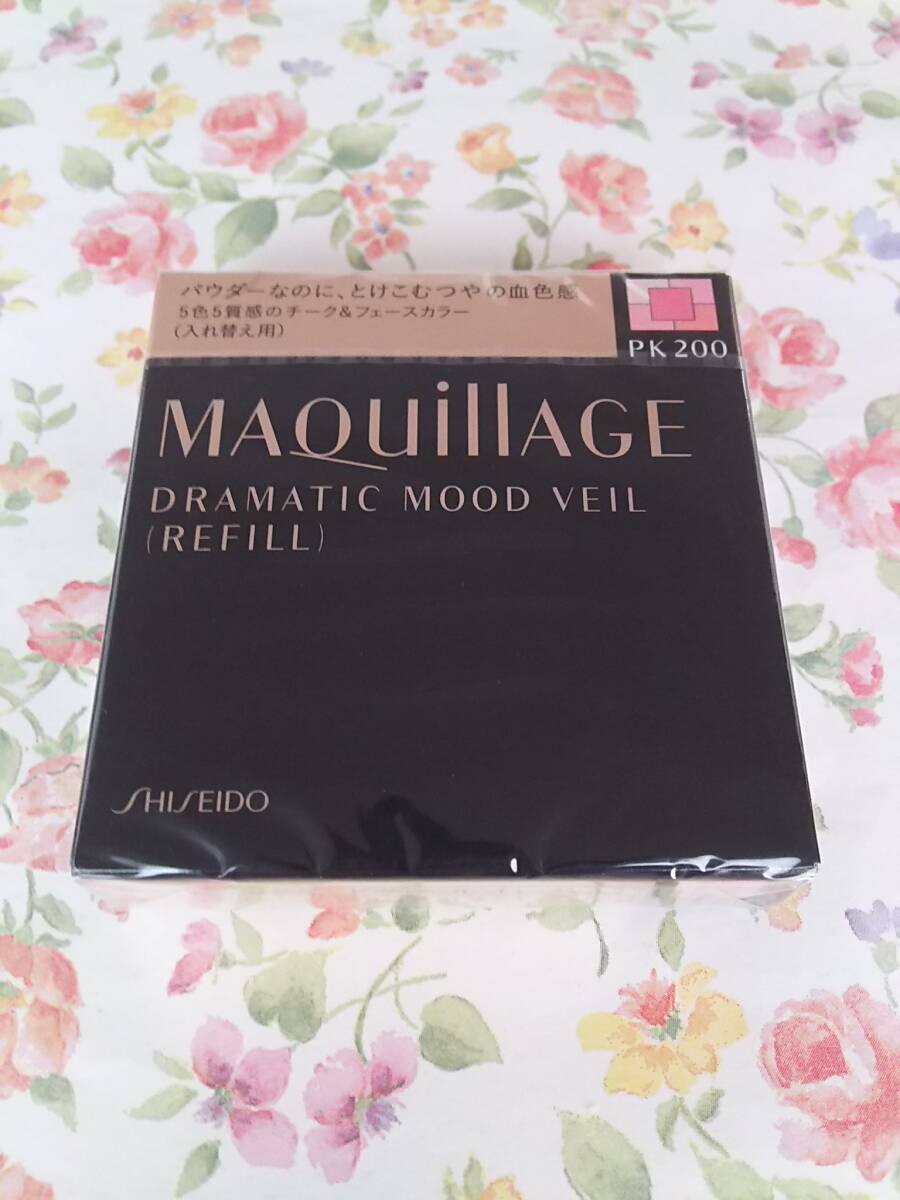 パウダーなのに、とけこむつやの血色感
5色5質感のチーク&フェースカラー
(入れ替え用)
PK 200
MAQuillAGE
DRAMATIC MOOD VEIL
(REFILL)
SHISEIDO